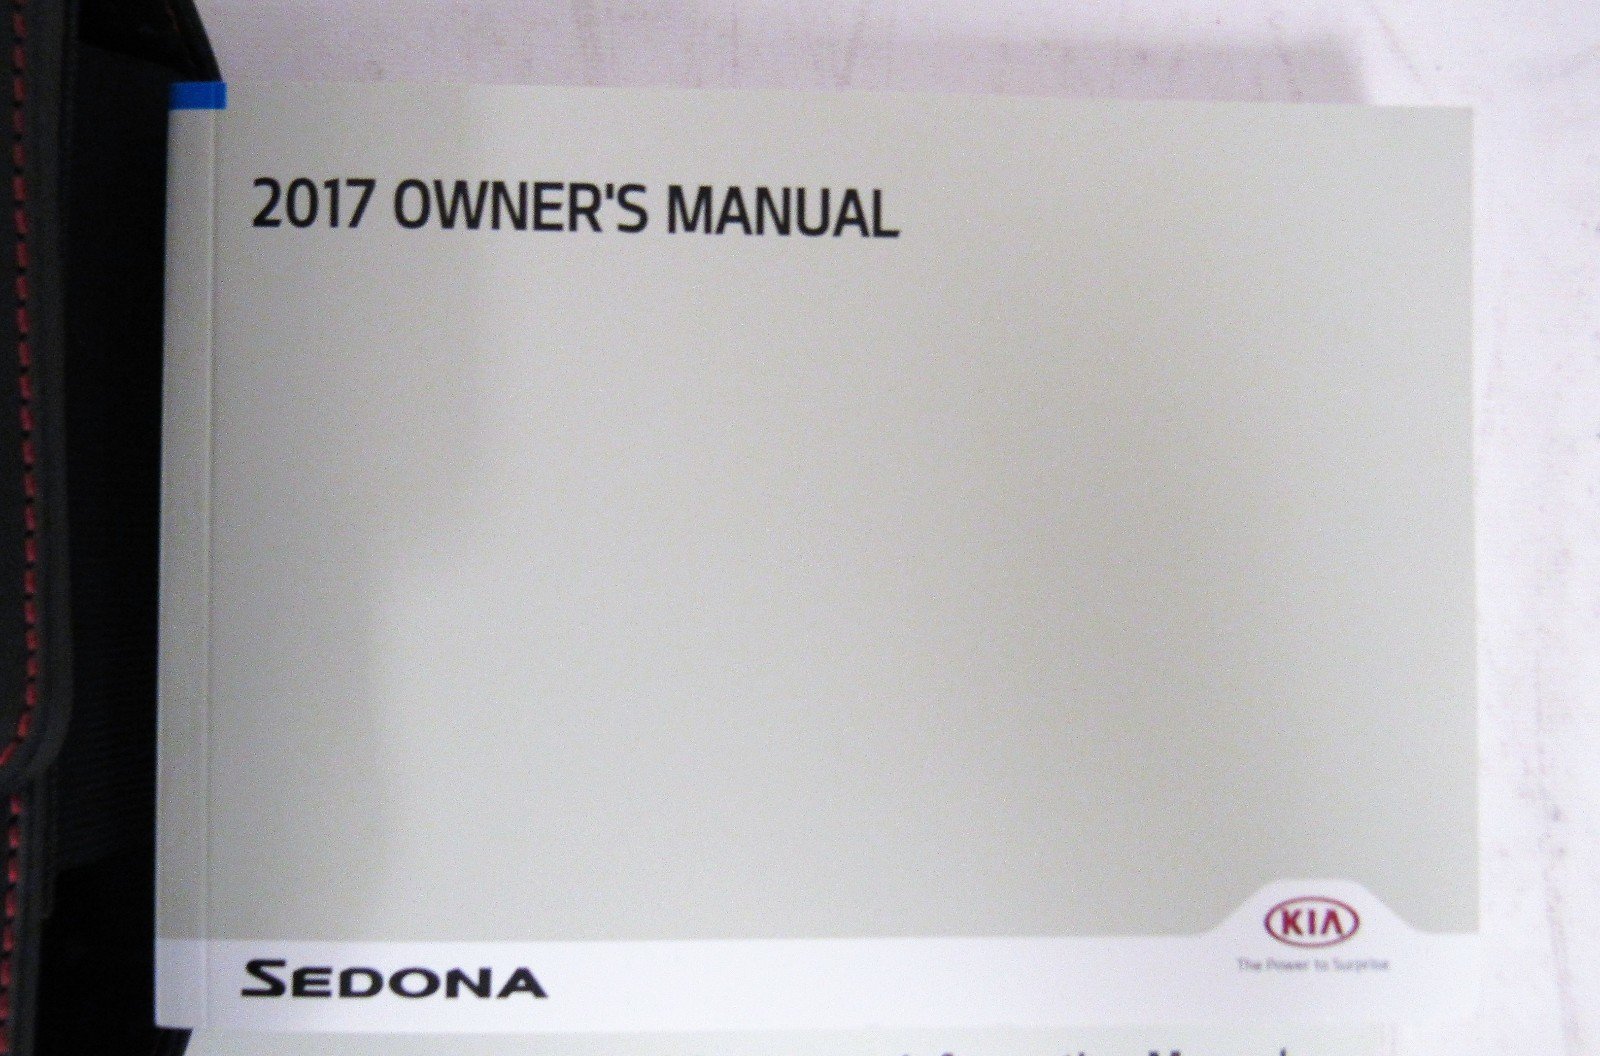 2017 OWNER'S MANUAL
KIA
The Power to Surprise
SEDONA